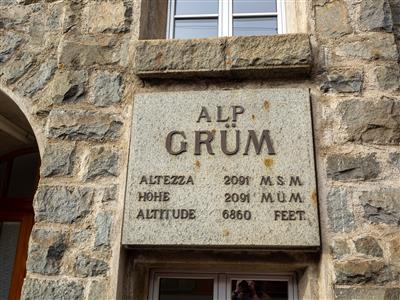 ALP
GRÜM
ALTEZZA 2091 M.S.M.
HÖHE 2091 M.Ü.M.
ALTITUDE 6860 FEET.